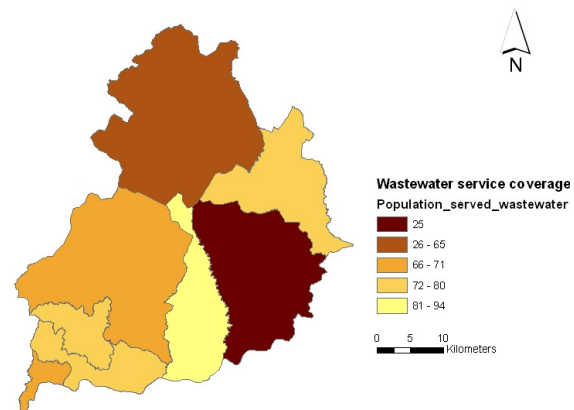 N
Wastewater service coverage
Population_served_wastewater
25
26 - 65
66 - 71
72 - 80
81 - 94
0 5 10
Kilometers